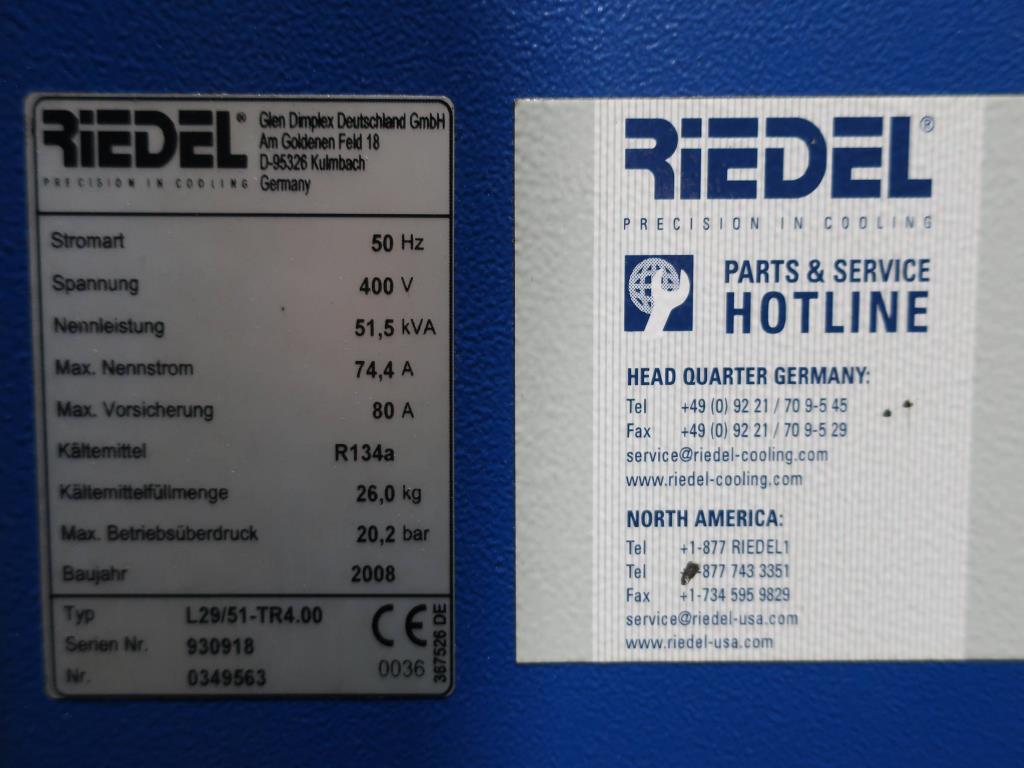 RIEDEL®
PRECISION IN COOLING
Glen Dimplex Deutschland GmbH
Am Goldenen Feld 18
D-95326 Kulmbach
Germany
Stromart 50 Hz
Spannung 400 V
Nennleistung 51,5 kVA
Max. Nennstrom 74,4 A
Max. Vorsicherung 80 A
Kältemittel R134a
Kältemittelfüllmenge 26,0 kg
Max. Betriebsüberdruck 20,2 bar
Baujahr 2008
Typ L29/51-TR4.00
Serien Nr. 930918
Nr. 0349563
CE
0036
367526 DE
RIEDEL®
PRECISION IN COOLING
PARTS & SERVICE
HOTLINE
HEAD QUARTER GERMANY:
Tel +49 (0) 92 21 / 70 9-5 45
Fax +49 (0) 92 21 / 70 9-5 29
service@riedel-cooling.com
www.riedel-cooling.com
NORTH AMERICA:
Tel +1-877 RIEDEL1
Tel -877 743 3351
Fax +1-734 595 9829
service@riedel-usa.com
www.riedel-usa.com